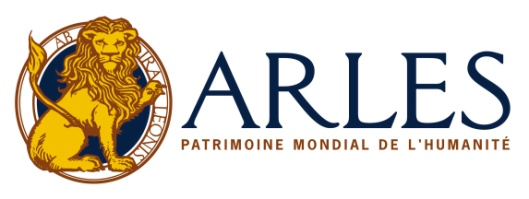 AB IRA LEONIS
ARLES
PATRIMOINE MONDIAL DE L'HUMANITÉ